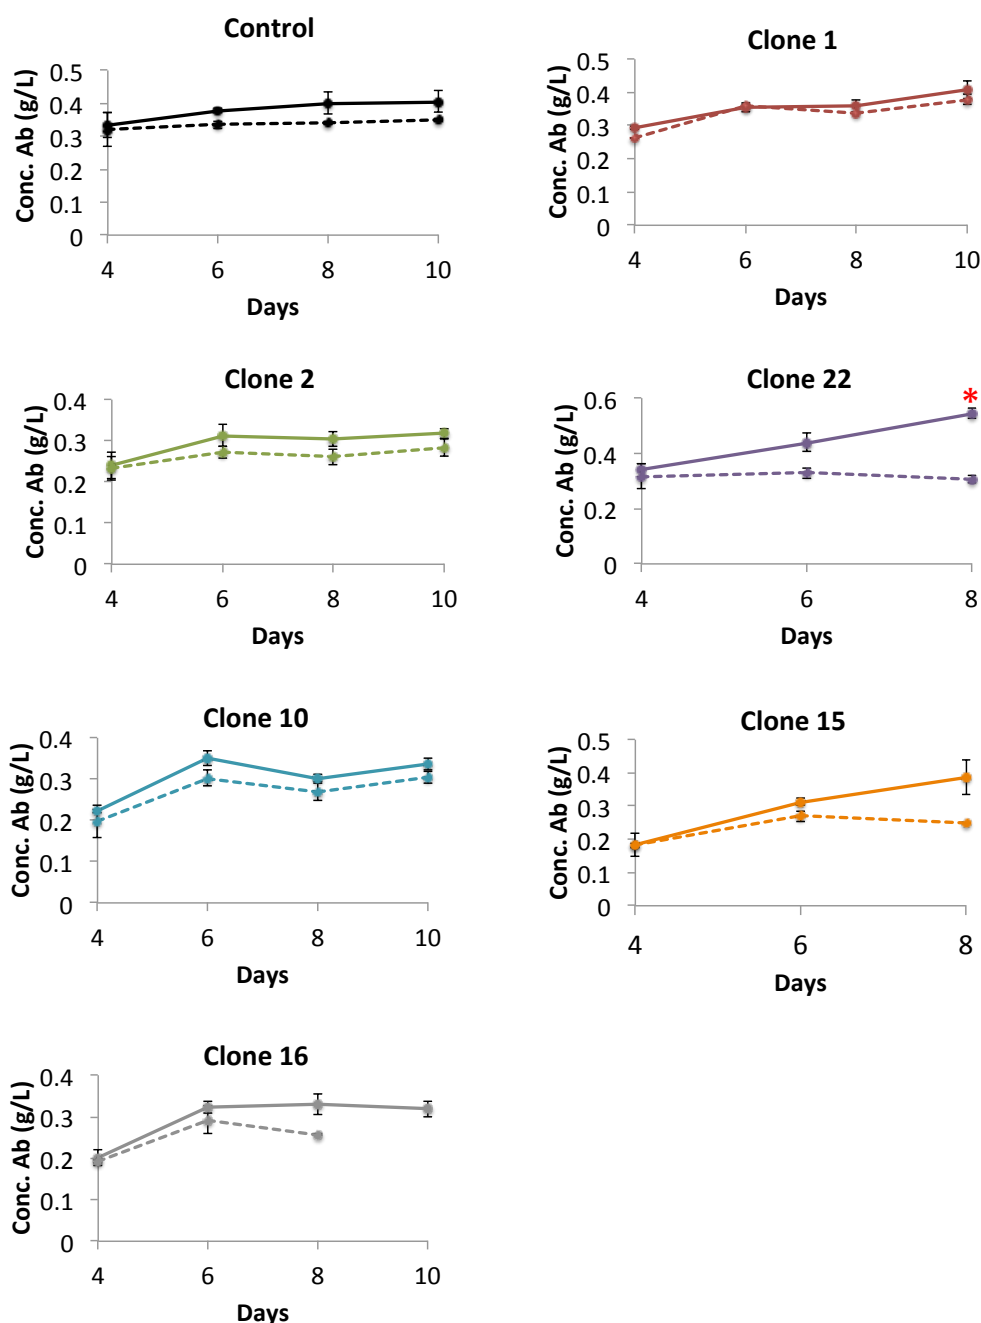 Control
Conc. Ab (g/L)
0.5
0.4
0.3
0.2
0.1
0
4 6 8 10
Days
Clone 1
Conc. Ab (g/L)
0.5
0.4
0.3
0.2
0.1
0
4 6 8 10
Days
Clone 2
Conc. Ab (g/L)
0.4
0.3
0.2
0.1
0
4 6 8 10
Days
Clone 22
Conc. Ab (g/L)
0.6
0.4
0.2
0
*
4 6 8
Days
Clone 10
Conc. Ab (g/L)
0.4
0.3
0.2
0.1
0
4 6 8 10
Days
Clone 15
Conc. Ab (g/L)
0.5
0.4
0.3
0.2
0.1
0
4 6 8
Days
Clone 16
Conc. Ab (g/L)
0.4
0.3
0.2
0.1
0
4 6 8 10
Days